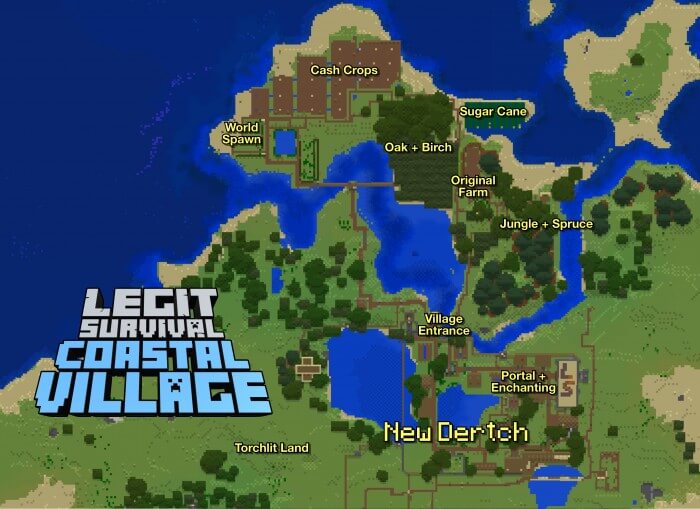 Cash Crops
Sugar Cane
World
Spawn
Oak + Birch
Original
Farm
Jungle + Spruce
LEGIT
SURVIVAL
COASTAL
VILLAGE
Village
Entrance
Portal +
Enchanting
LS
New Dertch
Torchlit Land